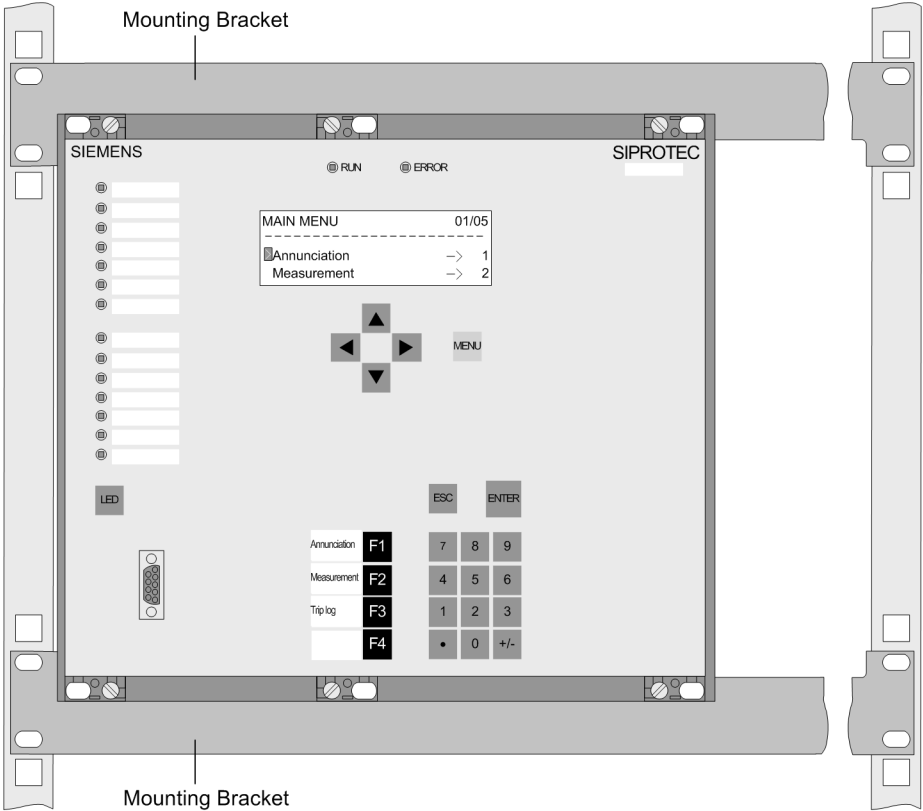 Mounting Bracket
SIEMENS
SIPROTEC
RUN
ERROR
MAIN MENU 01/05
Annunciation –> 1
Measurement –> 2
MENU
LED
ESC
ENTER
Annunciation F1
7 8 9
Measurement F2
4 5 6
Trip log F3
1 2 3
F4
• 0 +/-
Mounting Bracket